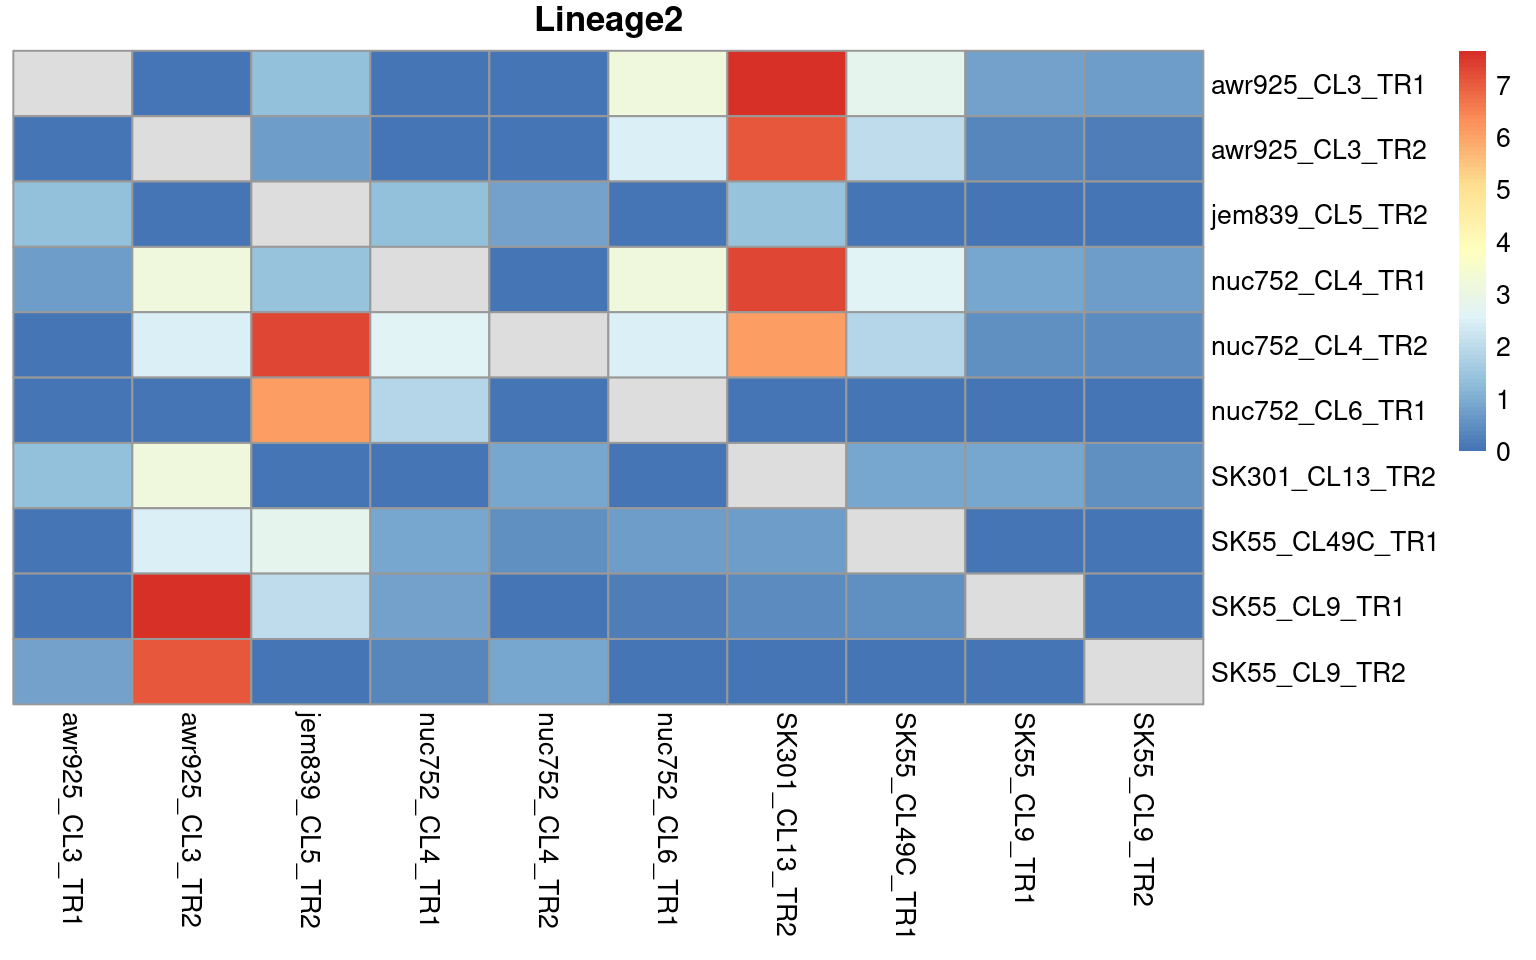 Lineage2
awr925_CL3_TR1
awr925_CL3_TR2
jem839_CL5_TR2
nuc752_CL4_TR1
nuc752_CL4_TR2
nuc752_CL6_TR1
SK301_CL13_TR2
SK55_CL49C_TR1
SK55_CL9_TR1
SK55_CL9_TR2
7
6
5
4
3
2
1
0
awr925_CL3_TR1
awr925_CL3_TR2
jem839_CL5_TR2
nuc752_CL4_TR1
nuc752_CL4_TR2
nuc752_CL6_TR1
SK301_CL13_TR2
SK55_CL49C_TR1
SK55_CL9_TR1
SK55_CL9_TR2